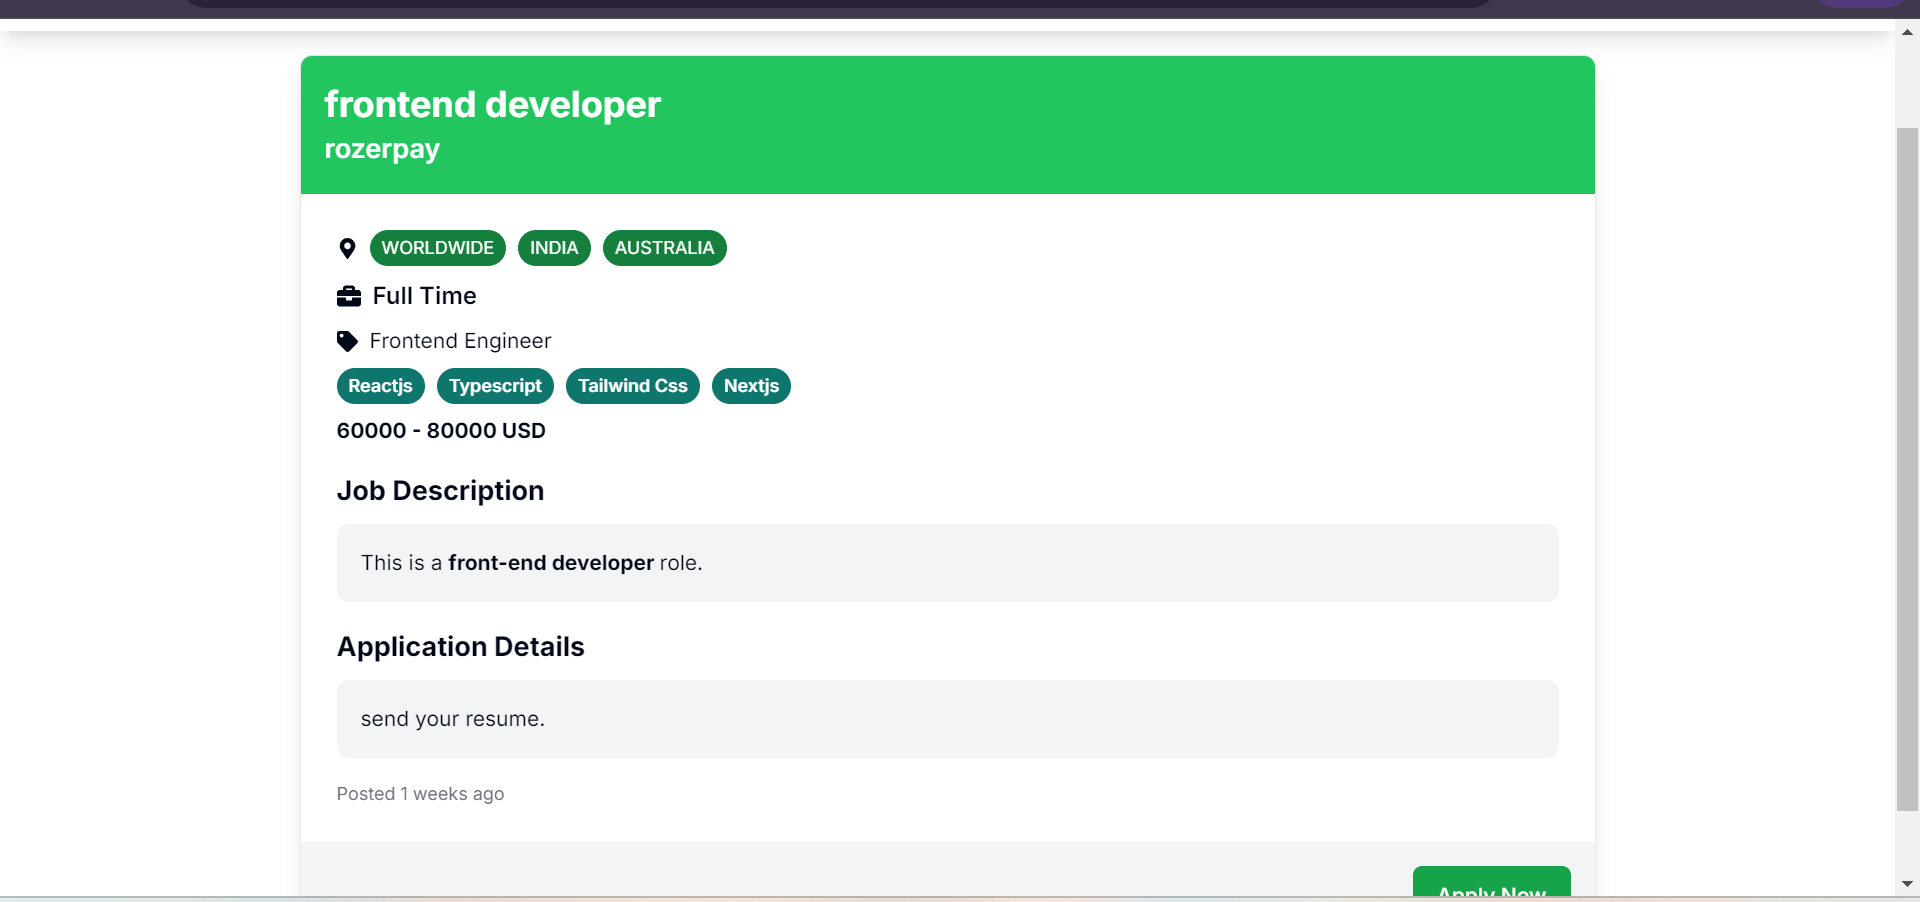 frontend developer
rozerpay
WORLDWIDE INDIA AUSTRALIA
Full Time
Frontend Engineer
Reactjs Typescript Tailwind Css Nextjs
60000 - 80000 USD
Job Description
This is a front-end developer role.
Application Details
send your resume.
Posted 1 weeks ago
Apply Now